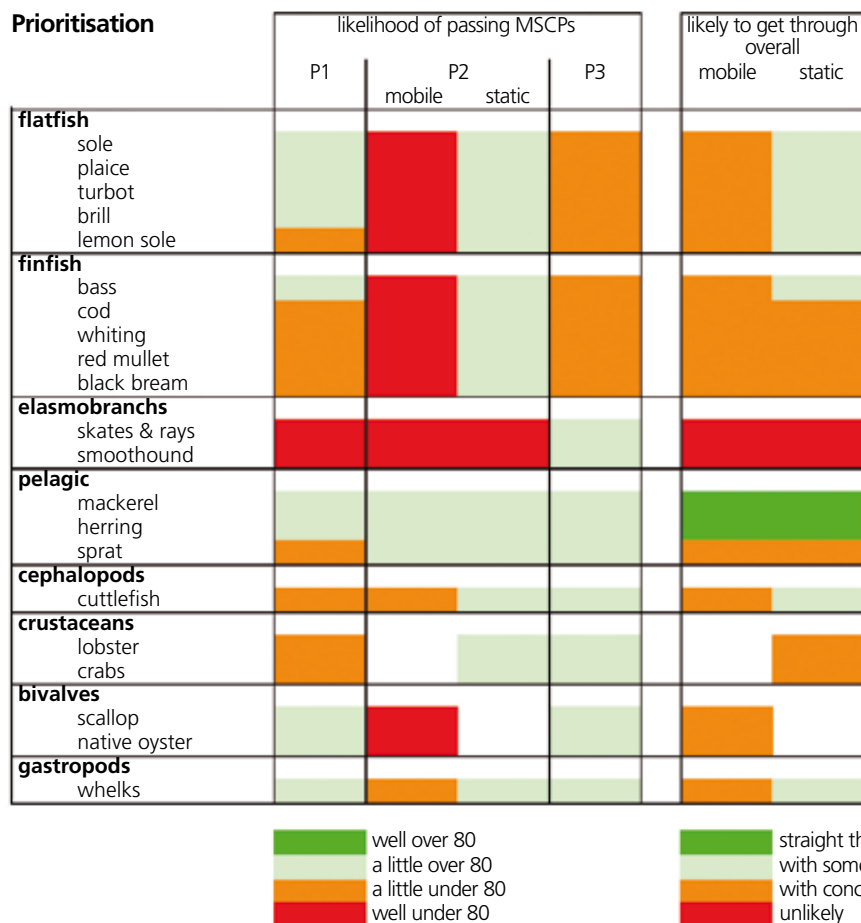 Prioritisation
likelihood of passing MSCPs
likely to get through
overall
P1 P2 P3 mobile static
mobile static
flatfish
sole
plaice
turbot
brill
lemon sole
finfish
bass
cod
whiting
red mullet
black bream
elasmobranchs
skates & rays
smoothound
pelagic
mackerel
herring
sprat
cephalopods
cuttlefish
crustaceans
lobster
crabs
bivalves
scallop
native oyster
gastropods
whelks
well over 80
a little over 80
a little under 80
well under 80
straight
with
with
unlikely